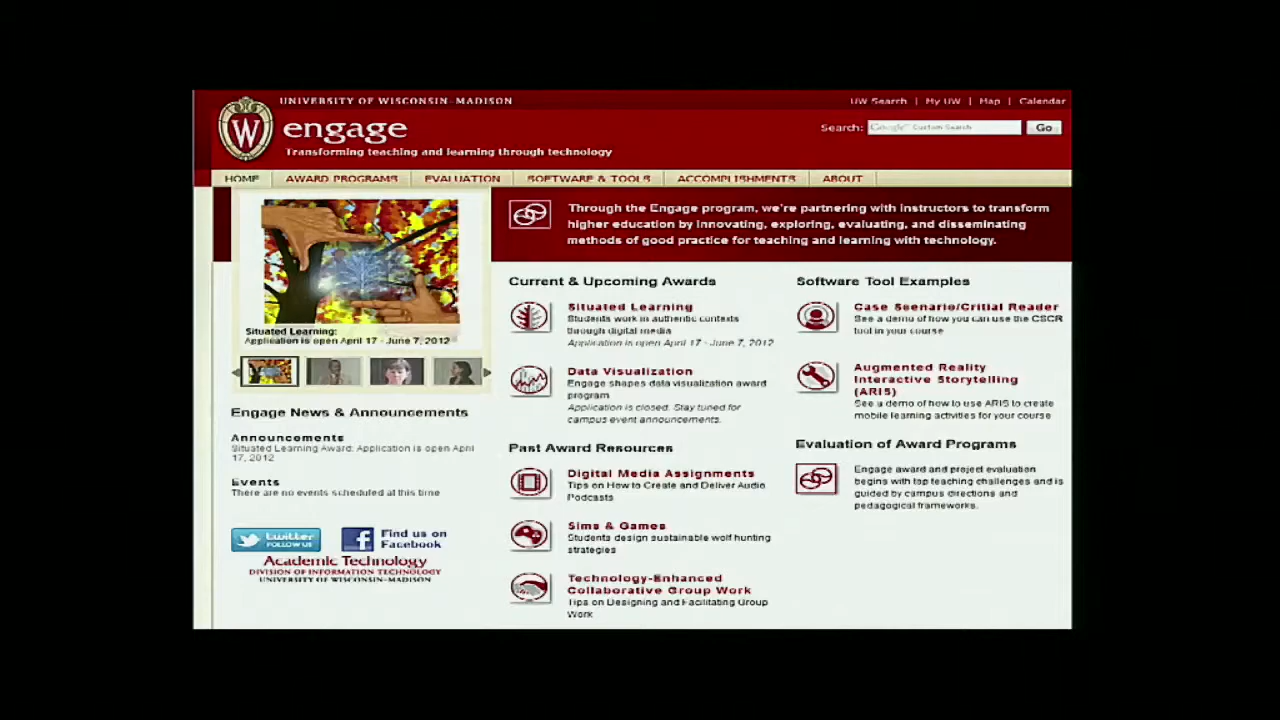 UNIVERSITY OF WISCONSIN-MADISON
UW Search | My UW | Map | Calendar
W
engage
Transforming teaching and learning through technology
Search: Google™ Custom Search Go
HOME AWARD PROGRAMS EVALUATION SOFTWARE & TOOLS ACCOMPLISHMENTS ABOUT
Through the Engage program, we're partnering with instructors to transform
higher education by innovating, exploring, evaluating, and disseminating
methods of good practice for teaching and learning with technology.
Situated Learning:
Application is open April 17 - June 7, 2012
Engage News & Announcements
Announcements
Situated Learning Award: Application is open April
17, 2012
Events
There are no events scheduled at this time
twitter
FOLLOW US
Find us on
Facebook
Academic Technology
DIVISION OF INFORMATION TECHNOLOGY
UNIVERSITY OF WISCONSIN-MADISON
Current & Upcoming Awards
Situated Learning
Students work in authentic contexts
through digital media
Application is open April 17 - June 7, 2012
Data Visualization
Engage shapes data visualization award
program
Application is closed. Stay tuned for
campus event announcements.
Past Award Resources
Digital Media Assignments
Tips on How to Create and Deliver Audio
Podcasts
Sims & Games
Students design sustainable wolf hunting
strategies
Technology-Enhanced
Collaborative Group Work
Tips on Designing and Facilitating Group
Work
Software Tool Examples
Case Scenario/Critial Reader
See a demo of how you can use the CSCR
tool in your course
Augmented Reality
Interactive Storytelling
(ARIS)
See a demo of how to use ARIS to create
mobile learning activities for your course
Evaluation of Award Programs
Engage award and project evaluation
begins with top teaching challenges and is
guided by campus directions and
pedagogical frameworks.